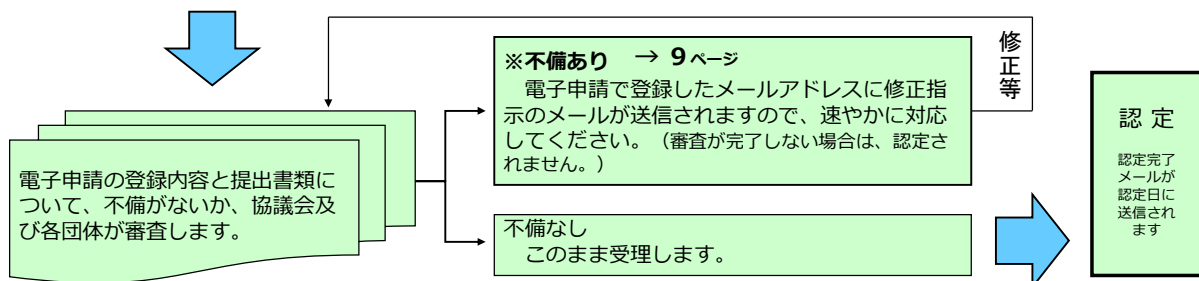 電子申請の登録内容と提出書類に
ついて、不備がないか、協議会及
び各団体が審査します。
※不備あり　→ 9ページ
　電子申請で登録したメールアドレスに修正指
示のメールが送信されますので、速やかに対応
してください。（審査が完了しない場合は、認定さ
れません。）
修正等
不備なし
　このまま受理します。
認 定
認定完了
メールが
認定日に
送信され
ます